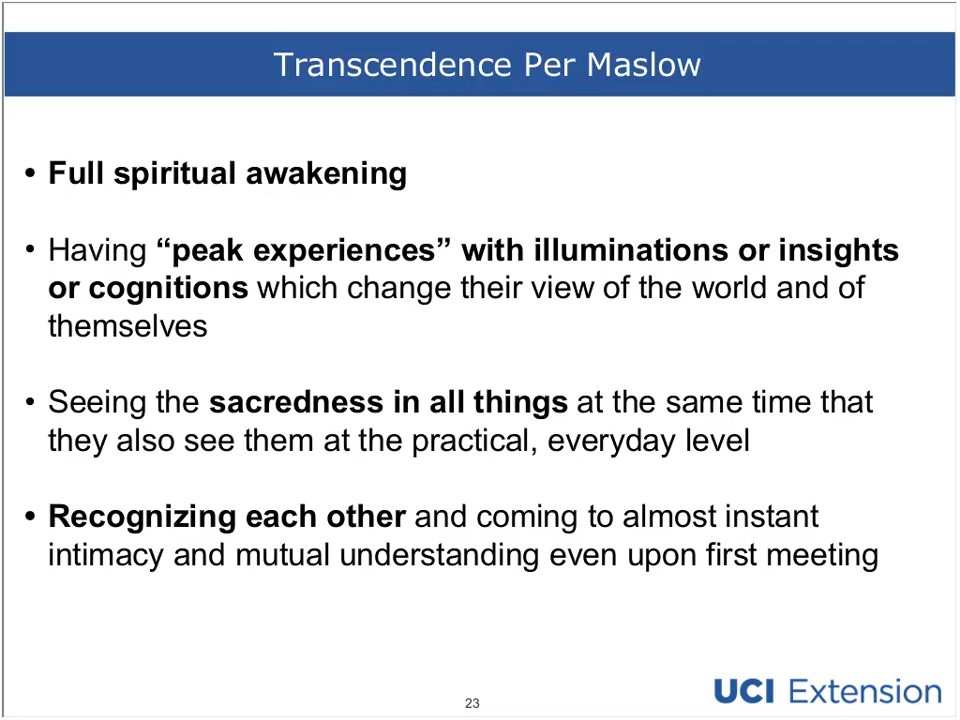 Transcendence Per Maslow
• Full spiritual awakening
• Having “peak experiences” with illuminations or insights
or cognitions which change their view of the world and of
themselves
• Seeing the sacredness in all things at the same time that
they also see them at the practical, everyday level
• Recognizing each other and coming to almost instant
intimacy and mutual understanding even upon first meeting
23
UCI Extension